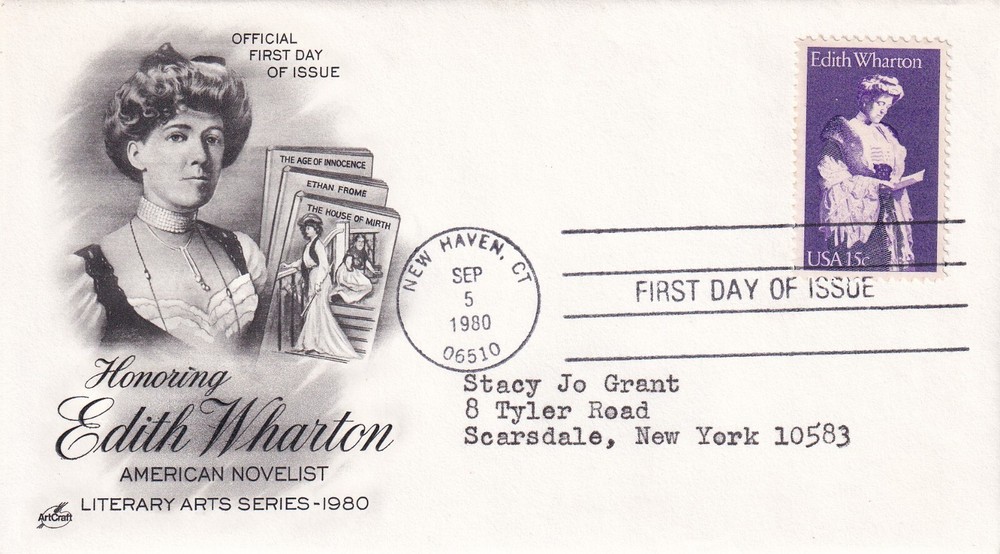 OFFICIAL
FIRST DAY
OF ISSUE
THE AGE OF INNOCENCE
ETHAN FROME
THE HOUSE OF MIRTH
Honoring
Edith Wharton
AMERICAN NOVELIST
LITERARY ARTS SERIES-1980
ArtCraft
NEW HAVEN, CT
SEP
5
1980
06510
Edith Wharton
USA 15c
FIRST DAY OF ISSUE
Stacy Jo Grant
8 Tyler Road
Scarsdale, New York 10583